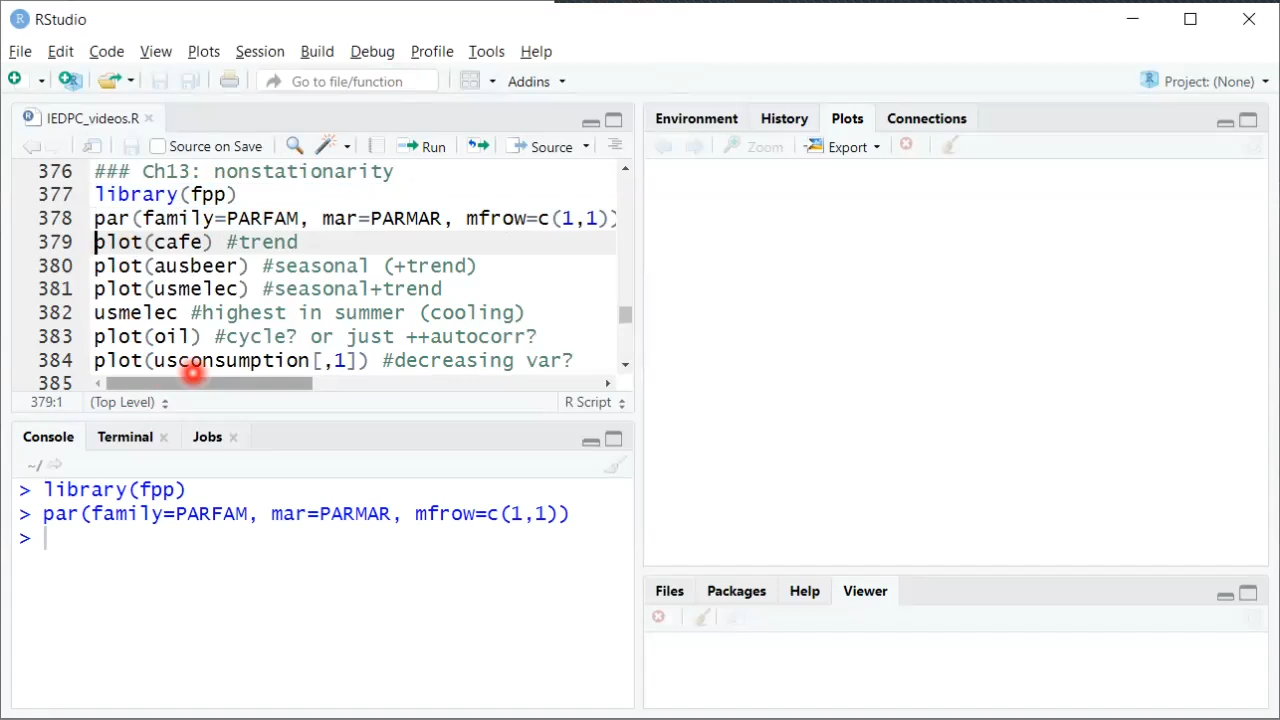 RStudio
File Edit Code View Plots Session Build Debug Profile Tools Help
Go to file/function Addins Project: (None)
IEDPC_videos.R
Source on Save Run Source
376 ### Ch13: nonstationarity
377 library(fpp)
378 par(family=PARFAM, mar=PARMAR, mfrow=c(1,1))
379 plot(cafe) #trend
380 plot(ausbeer) #seasonal (+trend)
381 plot(usmelec) #seasonal+trend
382 usmelec #highest in summer (cooling)
383 plot(oil) #cycle? or just ++autocorr?
384 plot(usconsumption[,1]) #decreasing var?
385
379:1 (Top Level) R Script
Console Terminal Jobs
~/
> library(fpp)
> par(family=PARFAM, mar=PARMAR, mfrow=c(1,1))
>
Environment History Plots Connections
Zoom Export
Files Packages Help Viewer